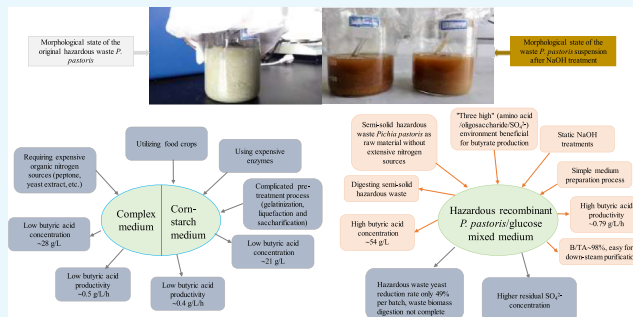 Morphological state of
the original hazardous waste P.
pastoris
Morphological state of the
waste P. pastoris suspension
after NaOH treatment
Requiring expensive
organic nitrogen
sources (peptone,
yeast extract, etc.)
Utilizing food crops
Using expensive
enzymes
Complicated pre-
treatment process
(gelatinization,
liquefaction and
saccharification)
Complex
medium
Corn-
starch medium
Low butyric acid
concentration
~28 g/L
Low butyric acid
productivity
~0.5 g/L/h
Low butyric acid
productivity
~0.4 g/L/h
Low butyric acid
concentration
~21 g/L
Semi-solid hazardous
waste Pichia pastoris as
raw material without
extensive nitrogen
sources
"Three high" (amino acid
/oligosaccharide/SO₄²⁻)
environment beneficial
for butyrate production
Static NaOH
treatments
Simple medium
preparation process
Digesting semi-solid
hazardous waste
High butyric acid
concentration
~54 g/L
Hazardous recombinant
P. pastoris/glucose
mixed medium
High butyric acid
productivity
~0.79 g/L/h
B/TA~98%, easy for
down-steam purification
Hazardous waste yeast
reduction rate only 49%
per batch, waste biomass
digestion not complete
Higher residual SO₄²⁻
concentration